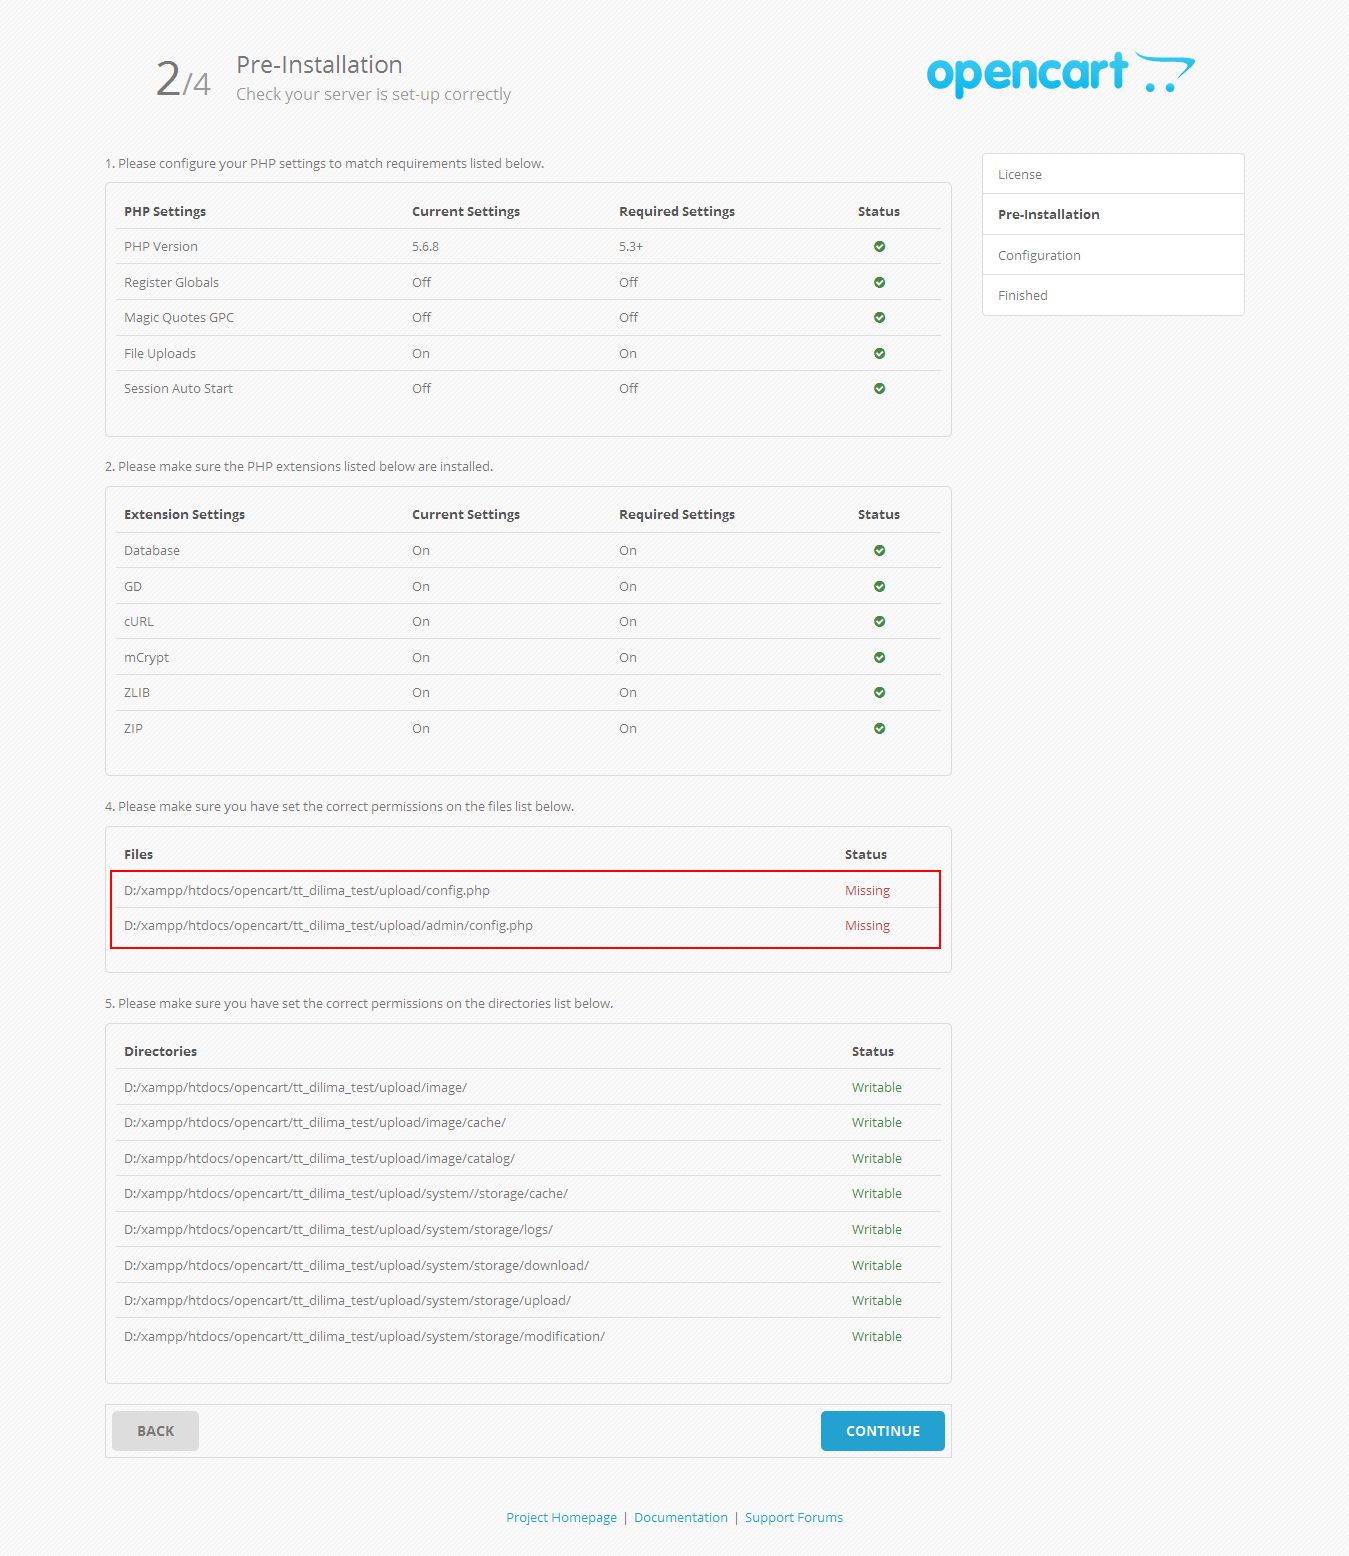 2/4
Pre-Installation
Check your server is set-up correctly
opencart
1. Please configure your PHP settings to match requirements listed below.
PHP Settings Current Settings Required Settings Status
PHP Version 5.6.8 5.3+
Register Globals Off Off
Magic Quotes GPC Off Off
File Uploads On On
Session Auto Start Off Off
License
Pre-Installation
Configuration
Finished
2. Please make sure the PHP extensions listed below are installed.
Extension Settings Current Settings Required Settings Status
Database On On
GD On On
cURL On On
mCrypt On On
ZLIB On On
ZIP On On
4. Please make sure you have set the correct permissions on the files list below.
Files Status
D:/xampp/htdocs/opencart/tt_dilima_test/upload/config.php Missing
D:/xampp/htdocs/opencart/tt_dilima_test/upload/admin/config.php Missing
5. Please make sure you have set the correct permissions on the directories list below.
Directories Status
D:/xampp/htdocs/opencart/tt_dilima_test/upload/image/ Writable
D:/xampp/htdocs/opencart/tt_dilima_test/upload/image/cache/ Writable
D:/xampp/htdocs/opencart/tt_dilima_test/upload/image/catalog/ Writable
D:/xampp/htdocs/opencart/tt_dilima_test/upload/system//storage/cache/ Writable
D:/xampp/htdocs/opencart/tt_dilima_test/upload/system/storage/logs/ Writable
D:/xampp/htdocs/opencart/tt_dilima_test/upload/system/storage/download/ Writable
D:/xampp/htdocs/opencart/tt_dilima_test/upload/system/storage/upload/ Writable
D:/xampp/htdocs/opencart/tt_dilima_test/upload/system/storage/modification/ Writable
BACK CONTINUE
Project Homepage | Documentation | Support Forums